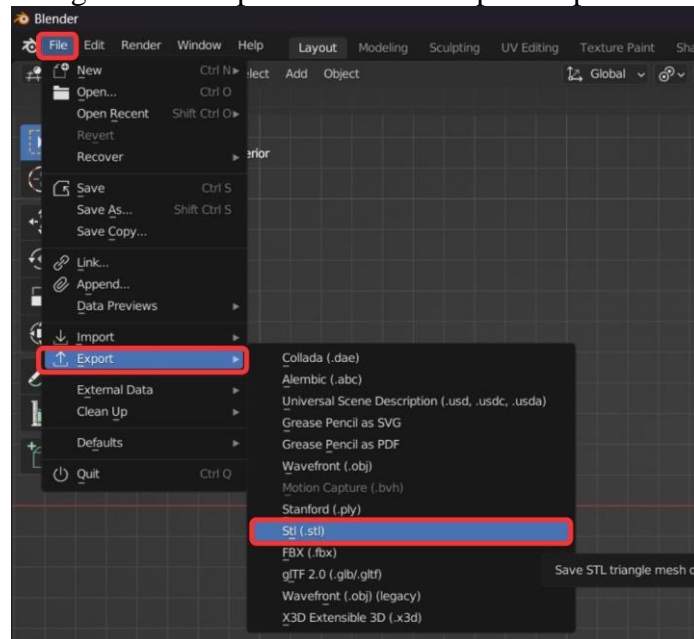 Blender
File Edit Render Window Help Layout Modeling Sculpting UV Editing Texture Paint Sha
New Ctrl N
lect Add Object Global
Open... Ctrl O
Open Recent Shift Ctrl O
Revert
Recover
erior
Save Ctrl S
Save As... Shift Ctrl S
Save Copy...
Link...
Append...
Data Previews
Import
Export
External Data
Clean Up
Defaults
Quit Ctrl Q
Collada (.dae)
Alembic (.abc)
Universal Scene Description (.usd, .usdc, .usda)
Grease Pencil as SVG
Grease Pencil as PDF
Wavefront (.obj)
Motion Capture (.bvh)
Stanford (.ply)
Stl (.stl)
FBX (.fbx)
glTF 2.0 (.glb/.gltf)
Wavefront (.obj) (legacy)
X3D Extensible 3D (.x3d)
Save STL triangle mesh